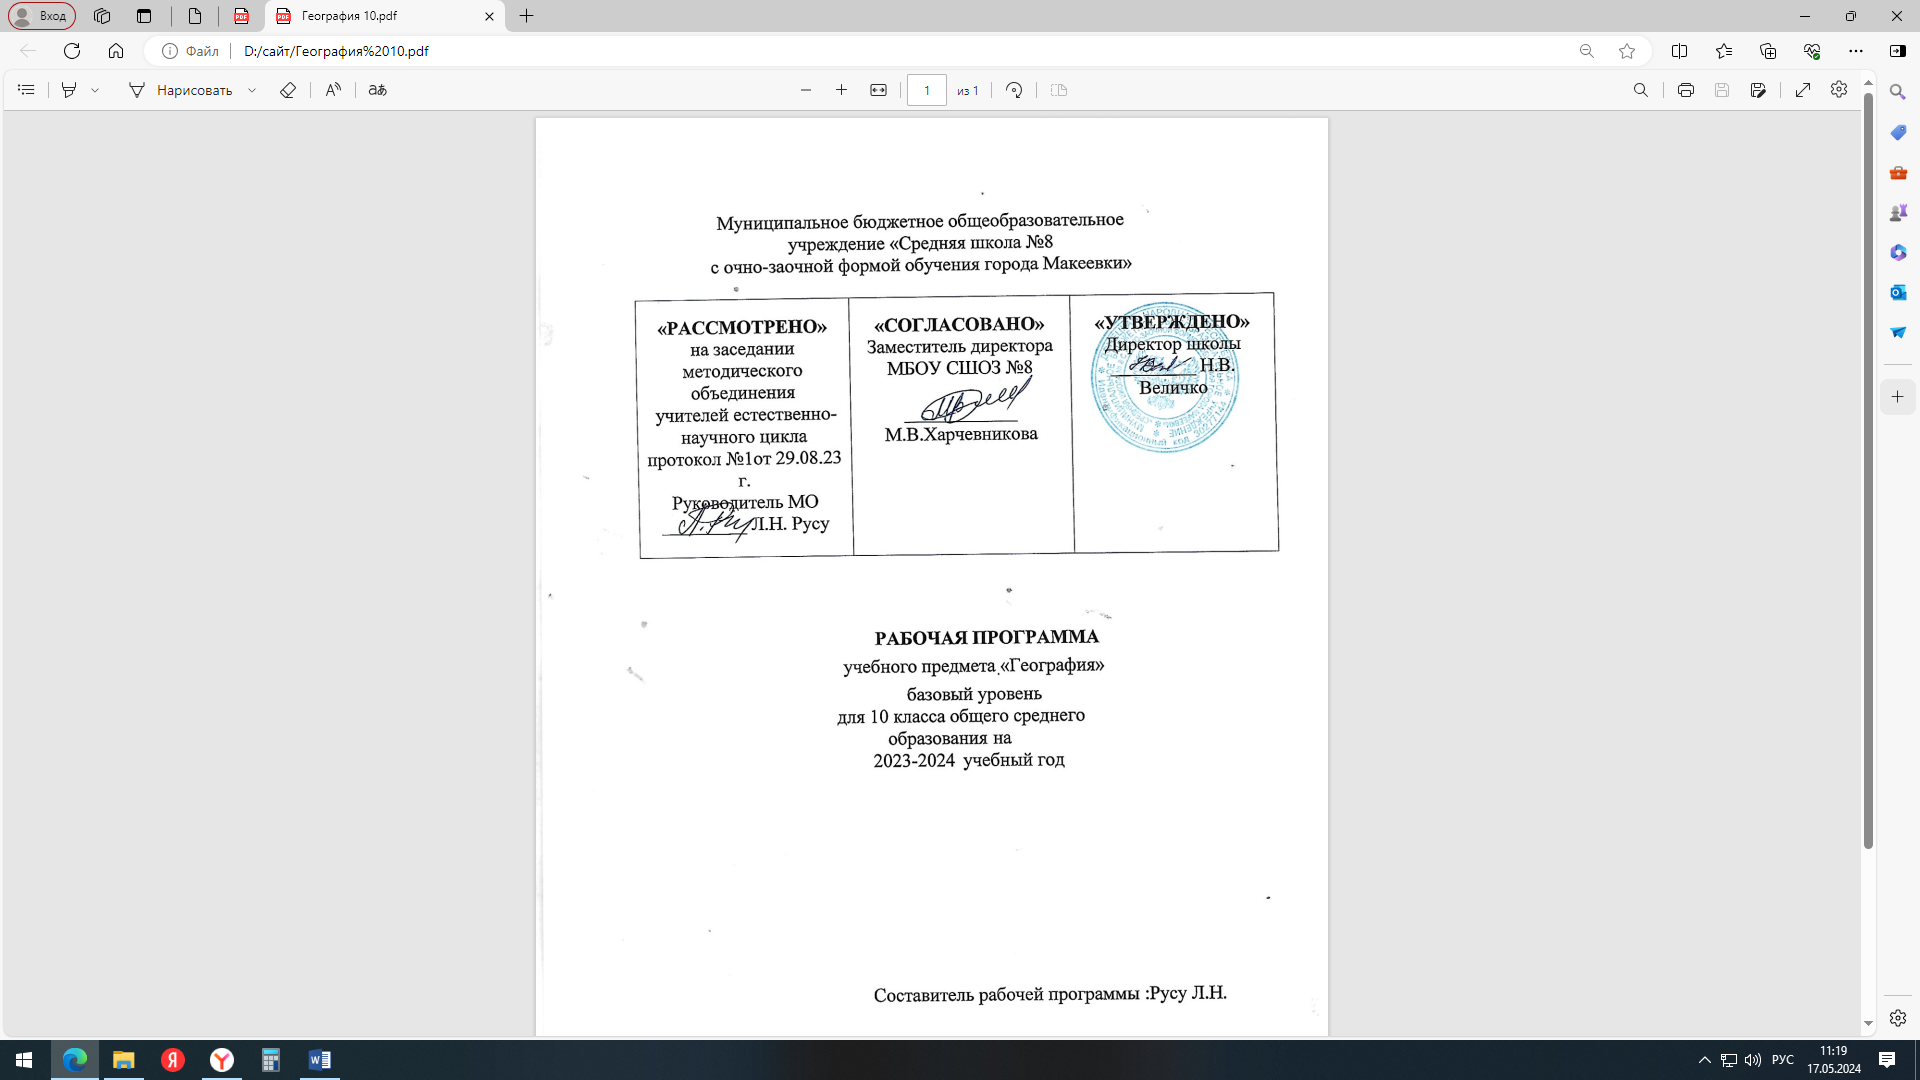 Вход
География 10.pdf
Файл
D:/сайт/География%2010.pdf
Нарисовать
1 из 1
Муниципальное бюджетное общеобразовательное
учреждение «Средняя школа №8
с очно-заочной формой обучения города Макеевки»
«РАССМОТРЕНО»
на заседании
методического
объединения
учителей естественно-
научного цикла
протокол №1от 29.08.23
г.
Руководитель МО
Л.Н. Русу
«СОГЛАСОВАНО»
Заместитель директора
МБОУ СШОЗ №8
М.В.Харчевникова
«УТВЕРЖДЕНО»
Директор школы
Н.В.
Величко
РАБОЧАЯ ПРОГРАММА
учебного предмета «География»
базовый уровень
для 10 класса общего среднего
образования на
2023-2024 учебный год
Составитель рабочей программы :Русу Л.Н.
РУС
11:19
17.05.2024